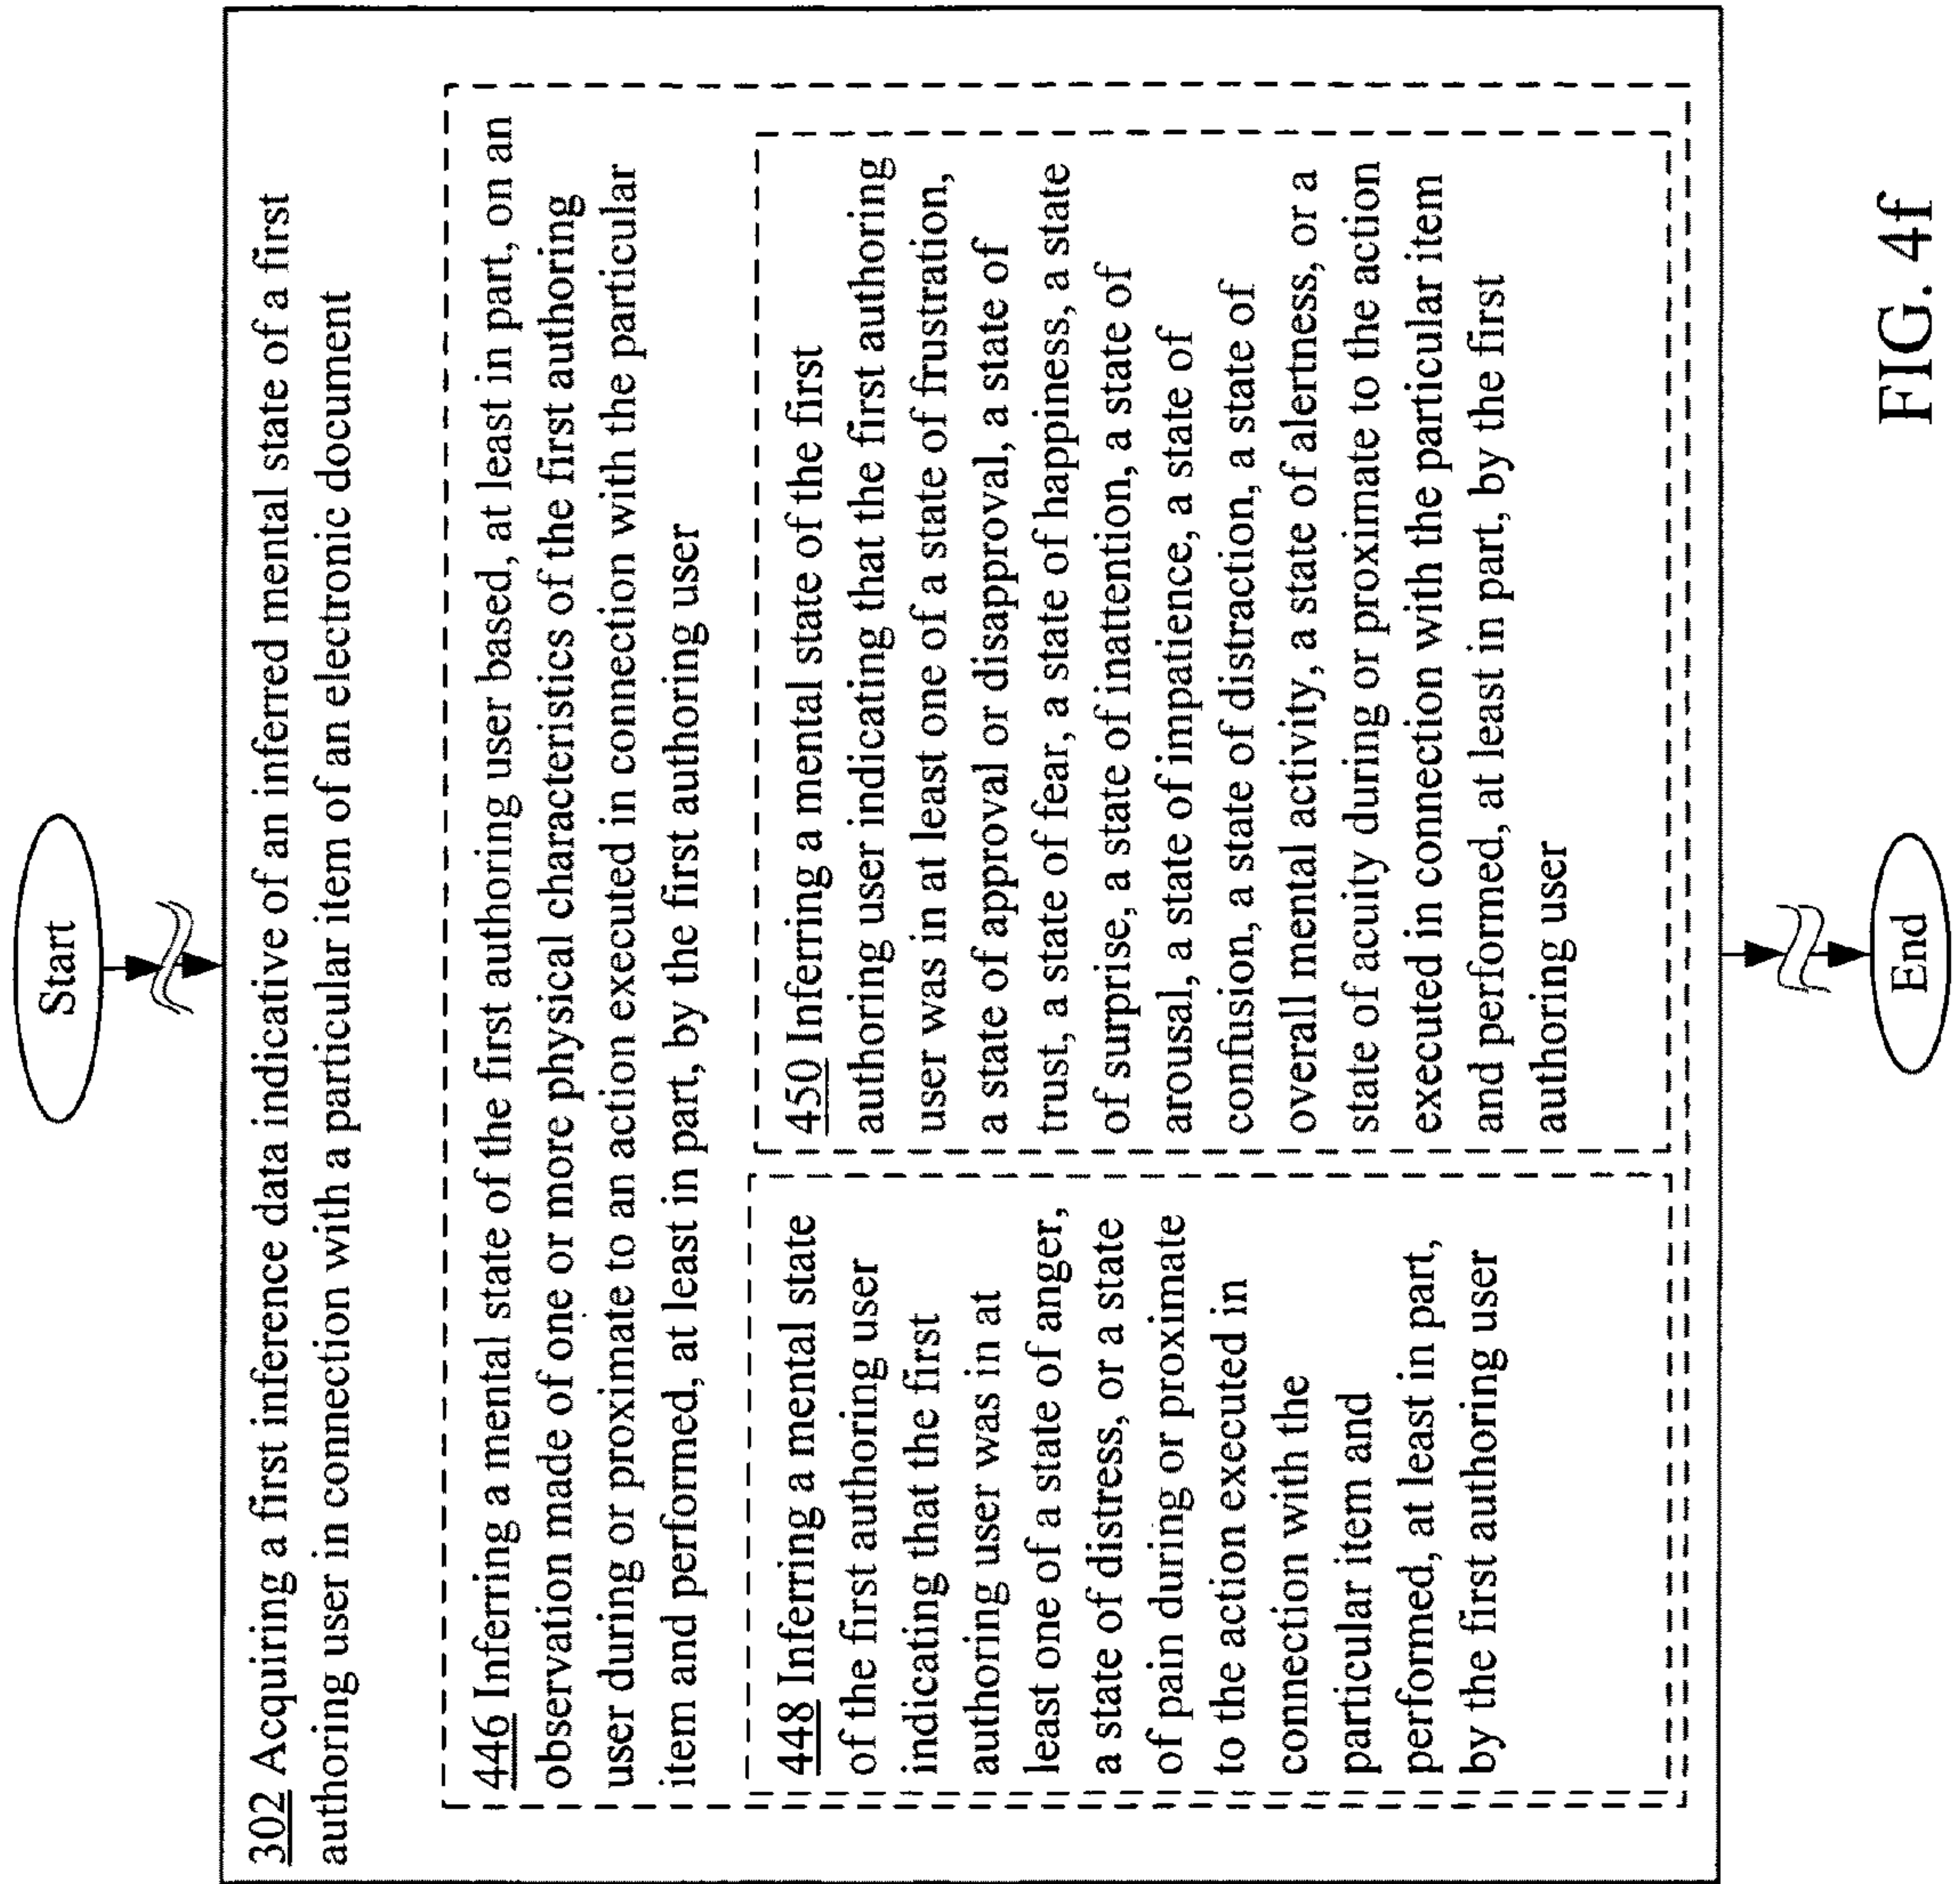 Start
302 Acquiring a first inference data indicative of an inferred mental state of a first
authoring user in connection with a particular item of an electronic document
446 Inferring a mental state of the first authoring user based, at least in part, on an
observation made of one or more physical characteristics of the first authoring
user during or proximate to an action executed in connection with the particular
item and performed, at least in part, by the first authoring user
448 Inferring a mental state
of the first authoring user
indicating that the first
authoring user was in at
least one of a state of anger,
a state of distress, or a state
of pain during or proximate
to the action executed in
connection with the
particular item and
performed, at least in part,
by the first authoring user
450 Inferring a mental state of the first
authoring user indicating that the first authoring
user was in at least one of a state of frustration,
a state of approval or disapproval, a state of
trust, a state of fear, a state of happiness, a state
of surprise, a state of inattention, a state of
arousal, a state of impatience, a state of
confusion, a state of distraction, a state of
overall mental activity, a state of alertness, or a
state of acuity during or proximate to the action
executed in connection with the particular item
and performed, at least in part, by the first
authoring user
End
FIG. 4f